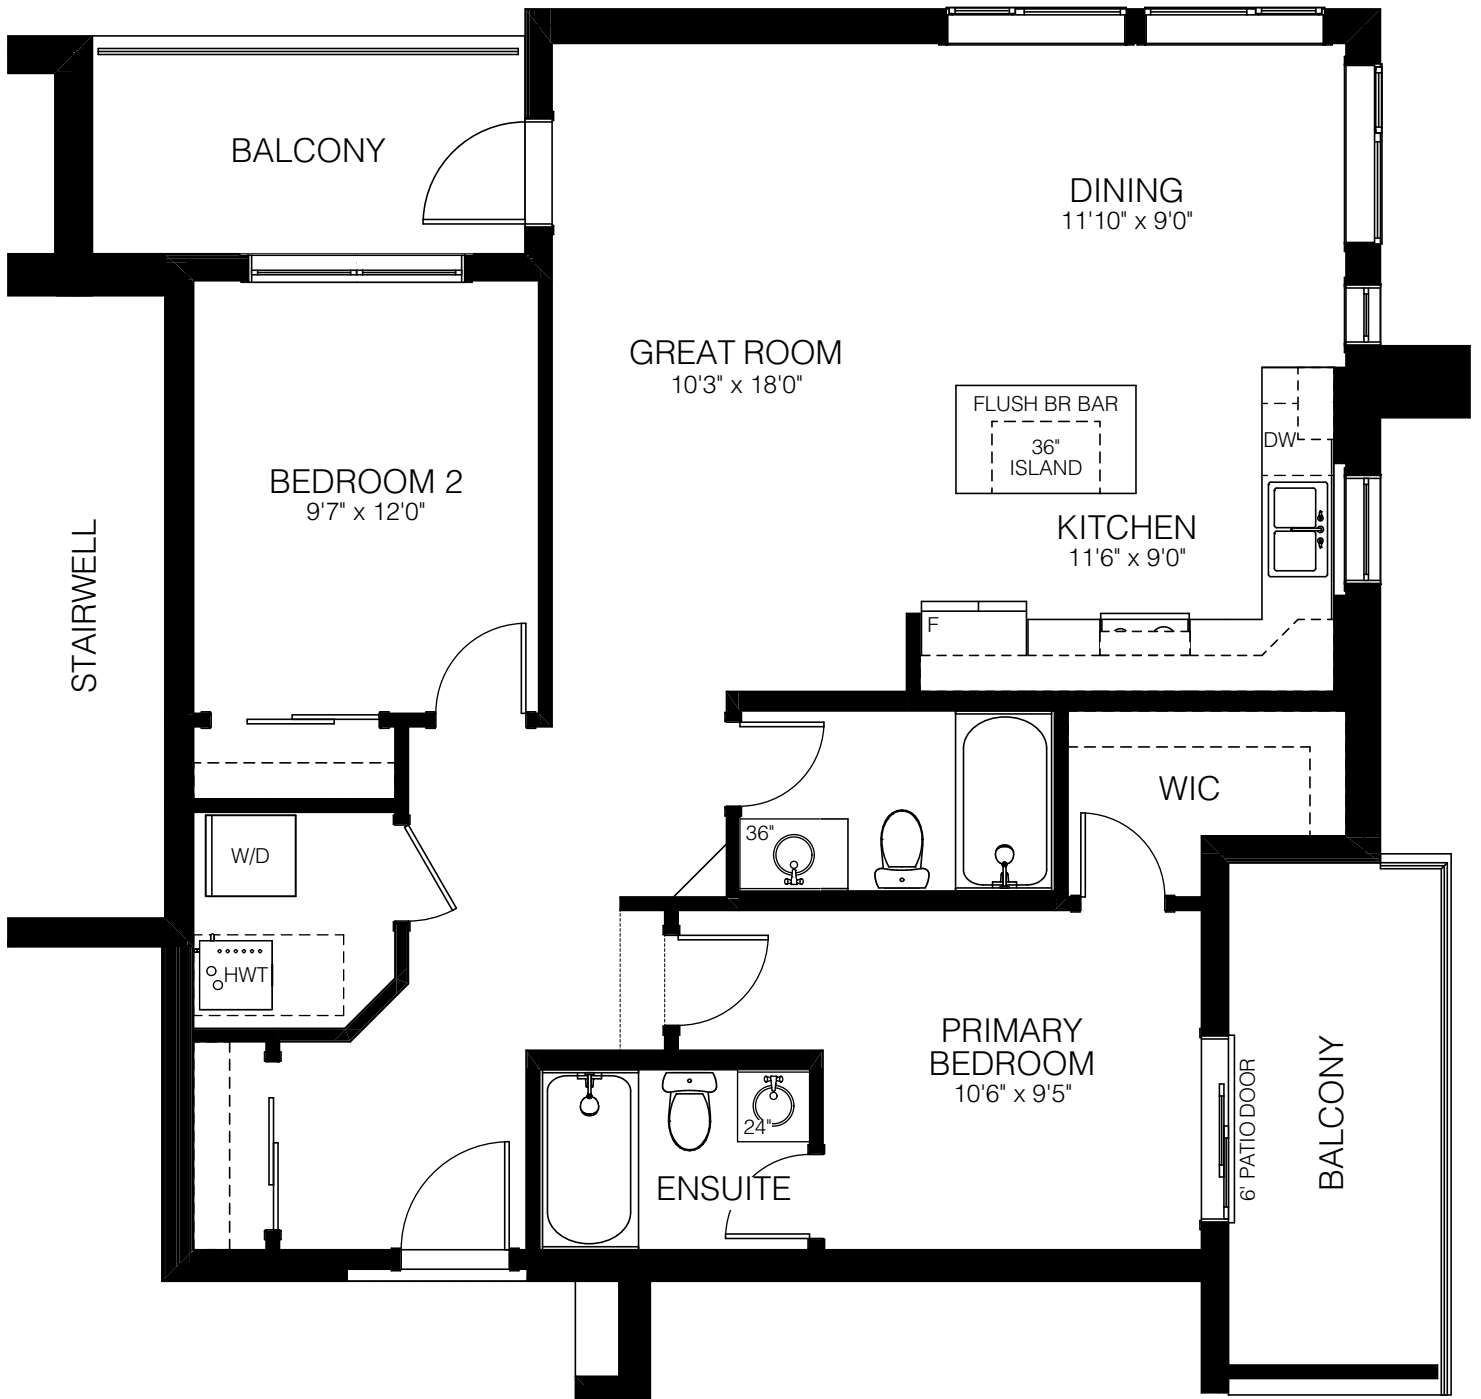 BALCONY
DINING
11'10" x 9'0"
GREAT ROOM
10'3" x 18'0"
FLUSH BR BAR
36"
ISLAND
DW
BEDROOM 2
9'7" x 12'0"
KITCHEN
11'6" x 9'0"
STAIRWELL
F
WIC
36"
W/D
HWT
PRIMARY
BEDROOM
10'6" x 9'5"
6' PATIO DOOR
BALCONY
24"
ENSUITE